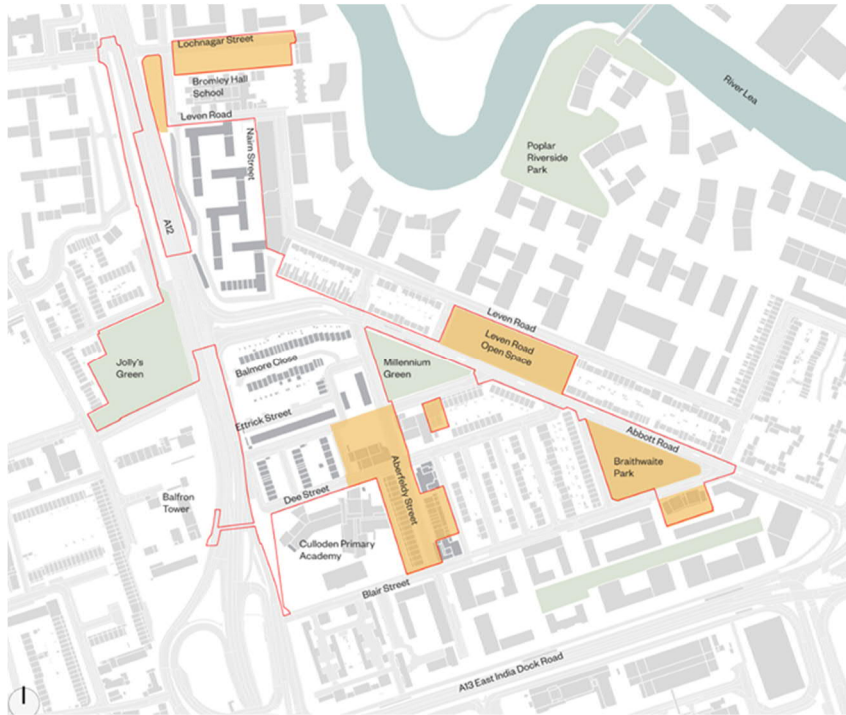 Lochnagar Street
Bromley Hall
School
Leven Road
Nairn Street
River Lea
Poplar
Riverside
Park
A12
Leven Road
Leven Road
Open Space
Jolly's
Green
Balmore Close
Millennium
Green
Ettrick Street
Abbott Road
Braithwaite
Park
Aberfeldy Street
Dee Street
Balfron
Tower
Culloden Primary
Academy
Blair Street
A13 East India Dock Road